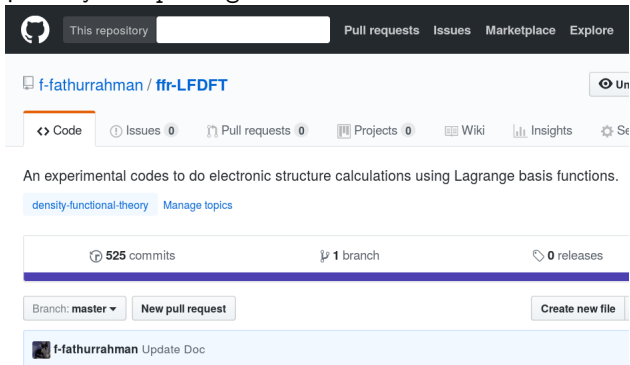 This repository Pull requests Issues Marketplace Explore
f-fathurrahman / ffr-LFDFT Un
Code Issues 0 Pull requests 0 Projects 0 Wiki Insights Se
An experimental codes to do electronic structure calculations using Lagrange basis functions.
density-functional-theory Manage topics
525 commits 1 branch 0 releases
Branch: master New pull request Create new file
f-fathurrahman Update Doc